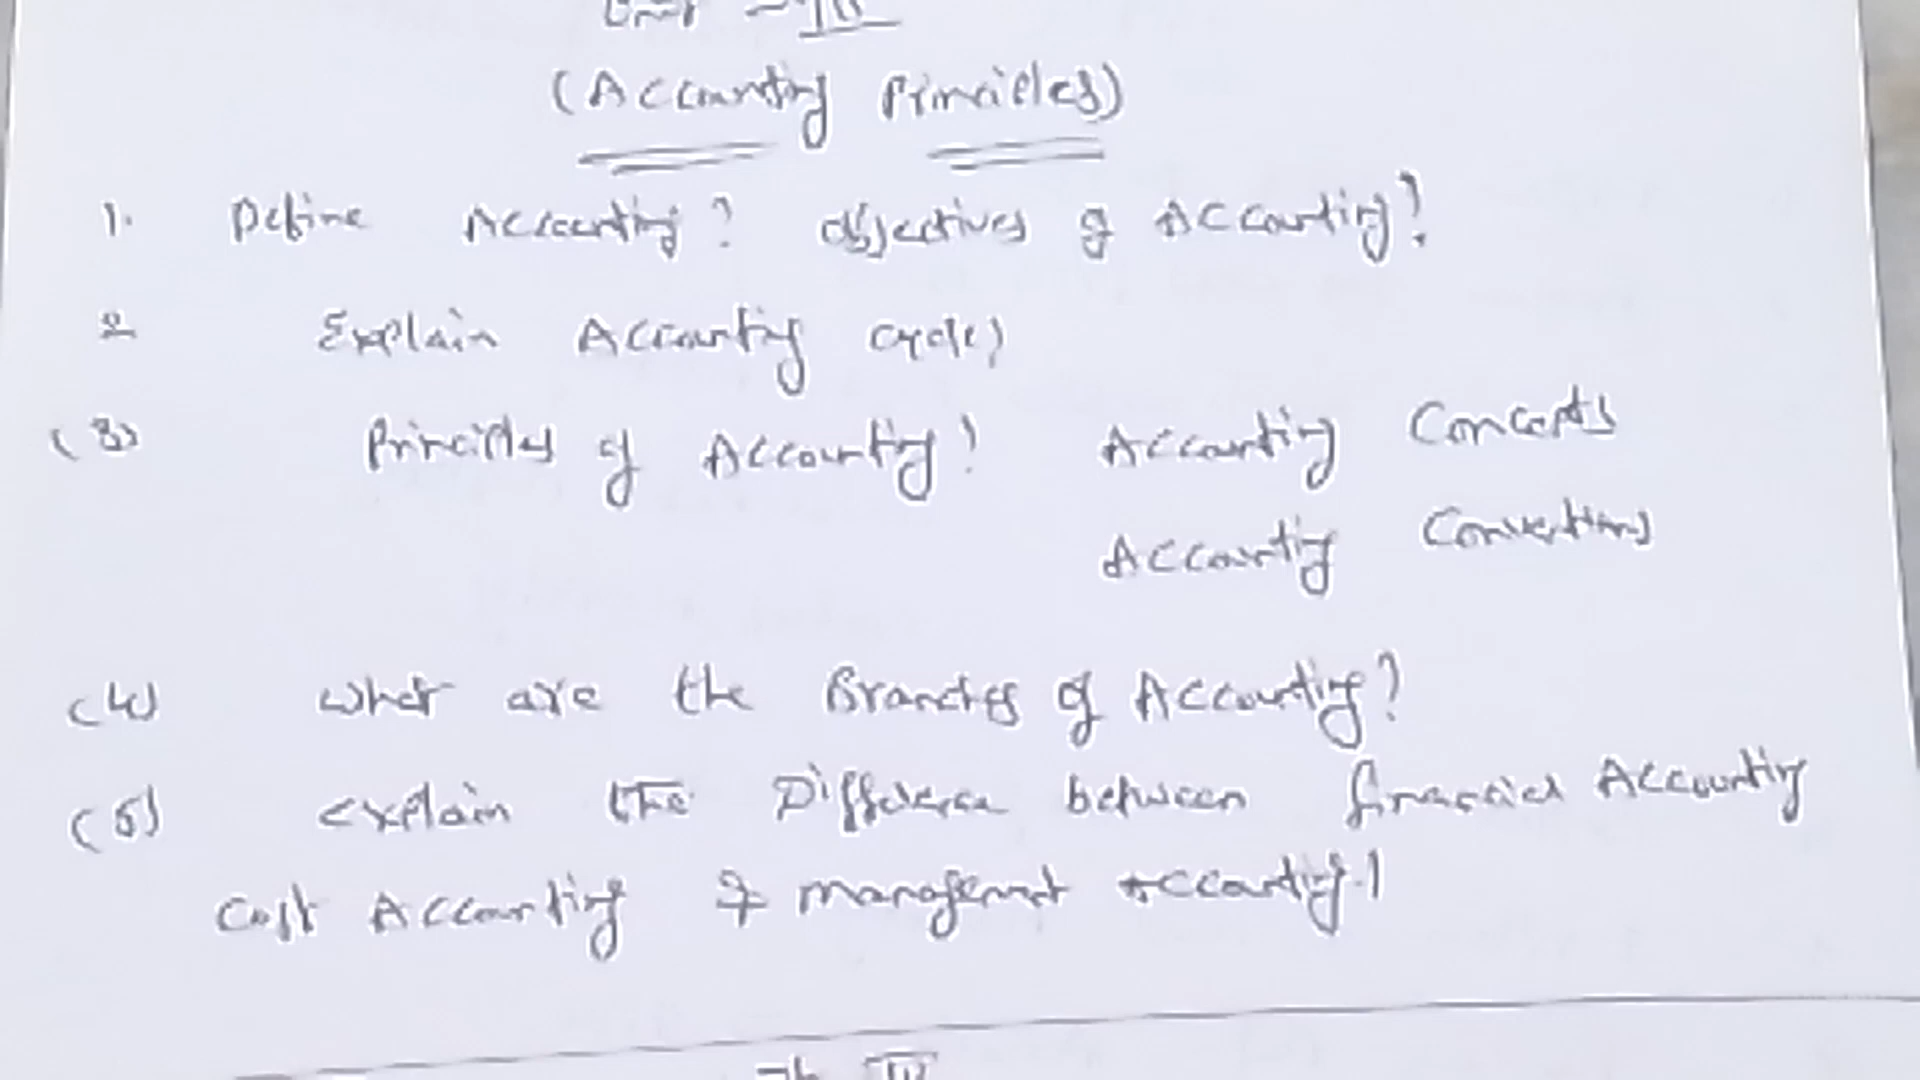 Unit - III
(Accounting Principles)
1. Define Accounting? Objectives of Accounting?
2 Explain Accounting cycle?
(3) Principles of Accounting? Accounting Concepts
Accounting Conventions
(4) What are the Branches of Accounting?
(5) explain the Difference between financial Accounting
Cost Accounting & management Accounting.?